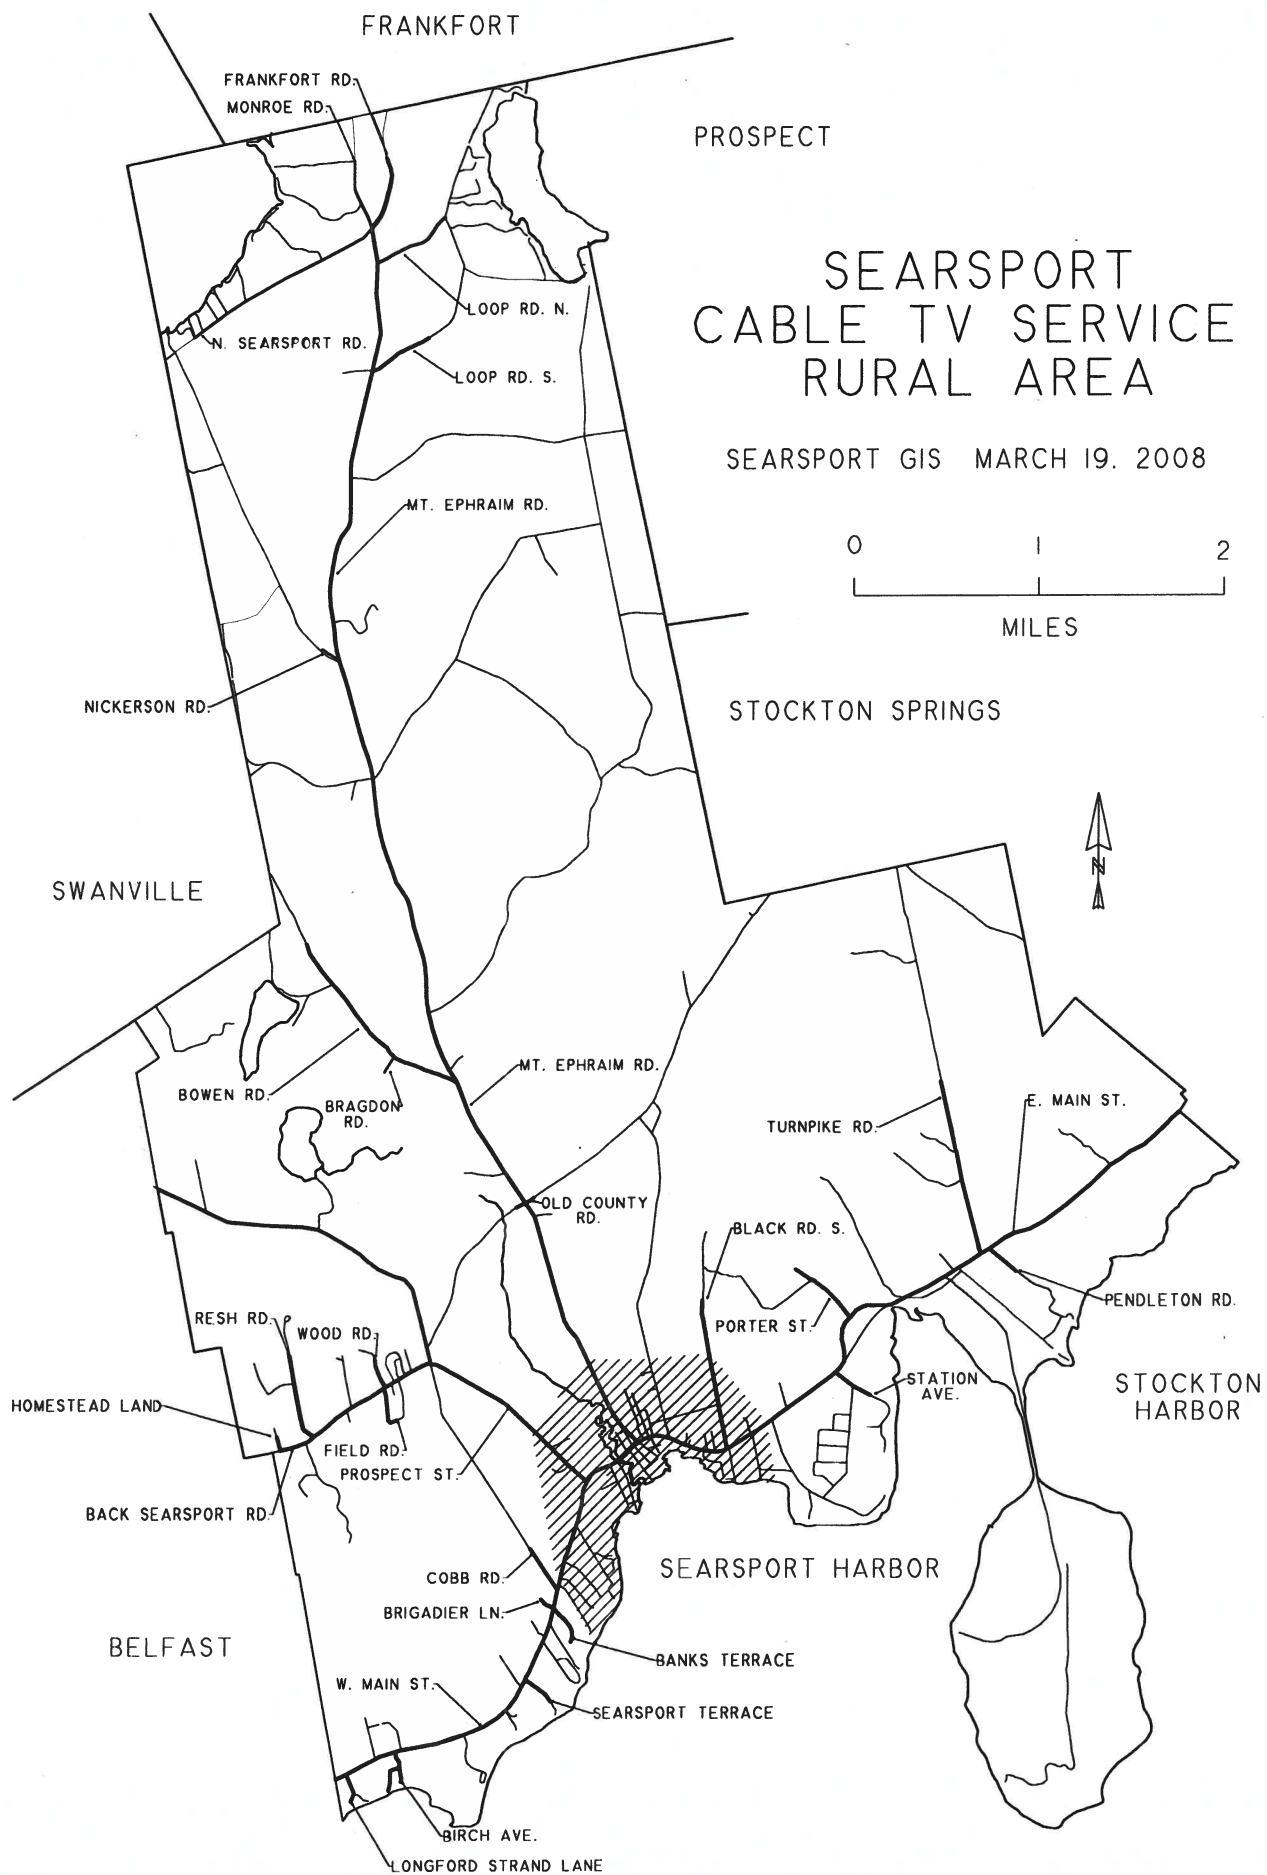 FRANKFORT
FRANKFORT RD.
MONROE RD.
PROSPECT
SEARSPORT
CABLE TV SERVICE
RURAL AREA
LOOP RD. N.
N. SEARSPORT RD.
LOOP RD. S.
SEARSPORT GIS MARCH 19. 2008
MT. EPHRAIM RD.
0 1 2
MILES
NICKERSON RD.
STOCKTON SPRINGS
N
SWANVILLE
MT. EPHRAIM RD.
BOWEN RD.
BRAGDON
RD.
E. MAIN ST.
TURNPIKE RD.
OLD COUNTY
RD.
BLACK RD. S.
PENDLETON RD.
RESH RD.
WOOD RD.
PORTER ST.
STATION
AVE.
STOCKTON
HARBOR
HOMESTEAD LAND
FIELD RD.
PROSPECT ST.
BACK SEARSPORT RD.
SEARSPORT HARBOR
COBB RD.
BRIGADIER LN.
BELFAST
BANKS TERRACE
W. MAIN ST.
SEARSPORT TERRACE
BIRCH AVE.
LONGFORD STRAND LANE